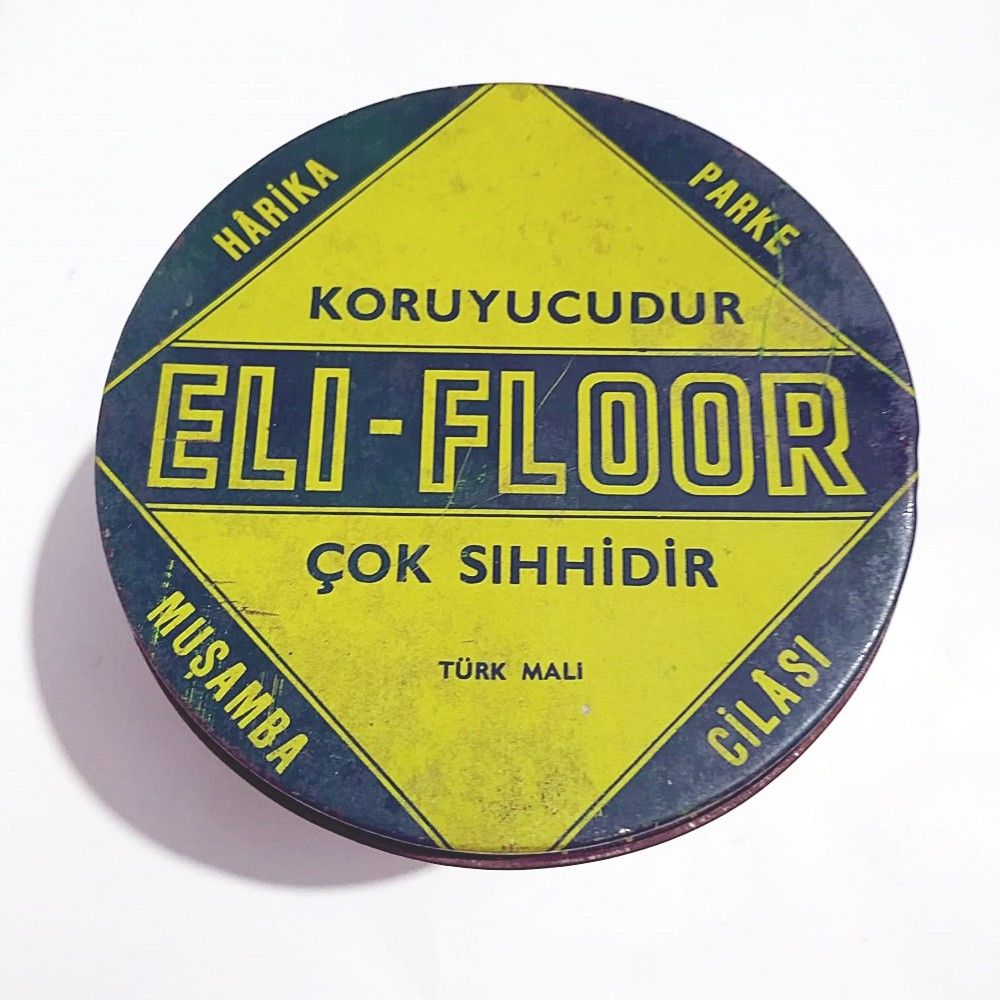 HÂRİKA
PARKE
KORUYUCUDUR
ELI-FLOOR
ÇOK SIHHİDİR
TÜRK MALI
MUŞAMBA
CİLÂSI